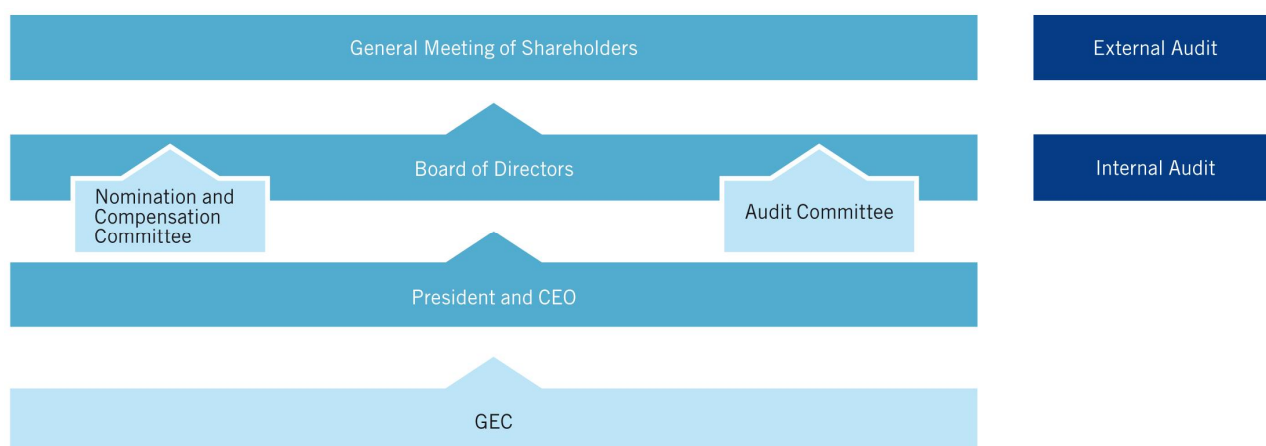 General Meeting of Shareholders
External Audit
Board of Directors
Internal Audit
Nomination and
Compensation
Committee
Audit Committee
President and CEO
GEC